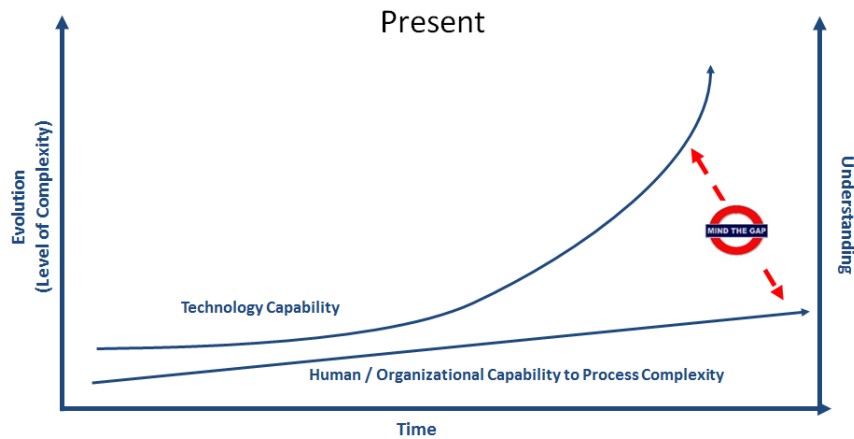 Present
Evolution
(Level of Complexity)
Understanding
MIND THE GAP
Technology Capability
Human / Organizational Capability to Process Complexity
Time